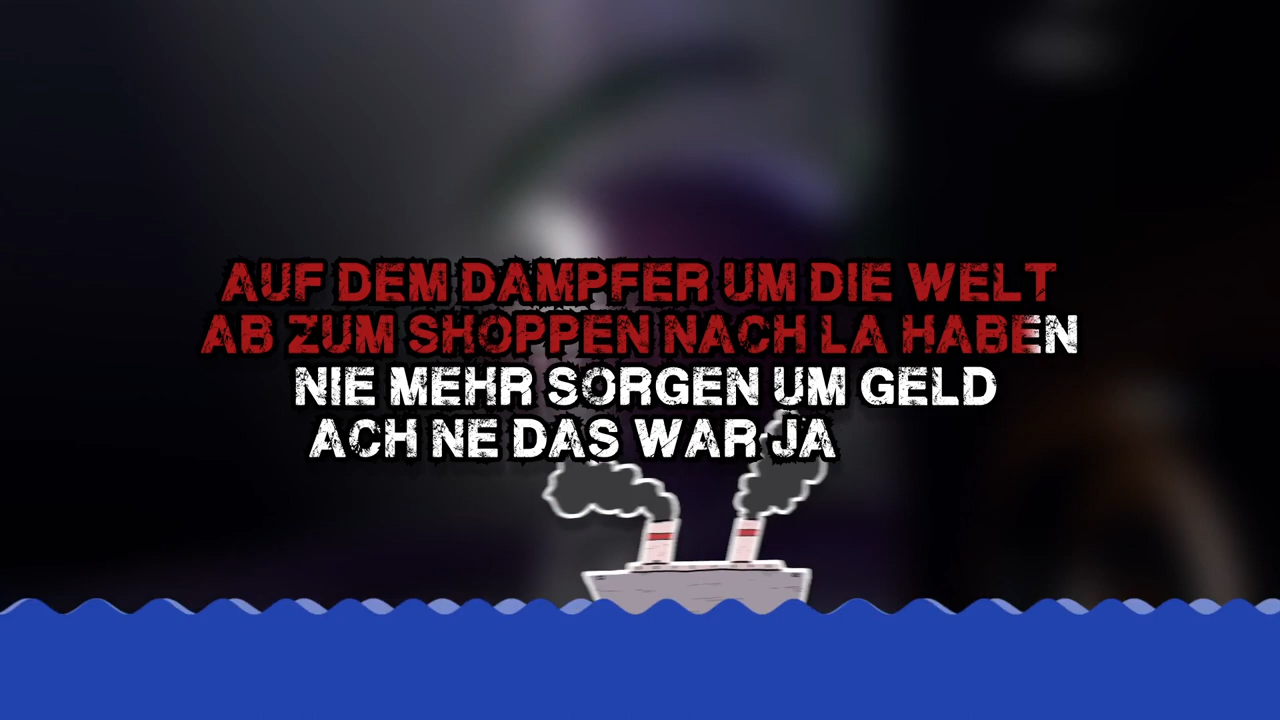 AUF DEM DAMPFER UM DIE WELT
AB ZUM SHOPPEN NACH LA HABEN
NIE MEHR SORGEN UM GELD
ACH NE DAS WAR JA